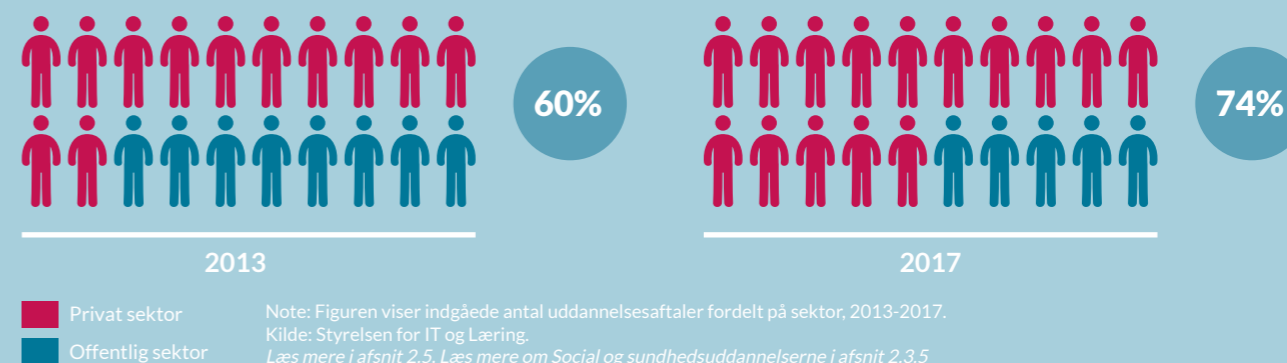 60%
74%
2013
2017
Privat sektor
Offentlig sektor
Note: Figuren viser indgåede antal uddannelsesaftaler fordelt på sektor, 2013-2017.
Kilde: Styrelsen for IT og Læring.
Læs mere i afsnit 2.5. Læs mere om Social og sundhedsuddannelserne i afsnit 2.3.5